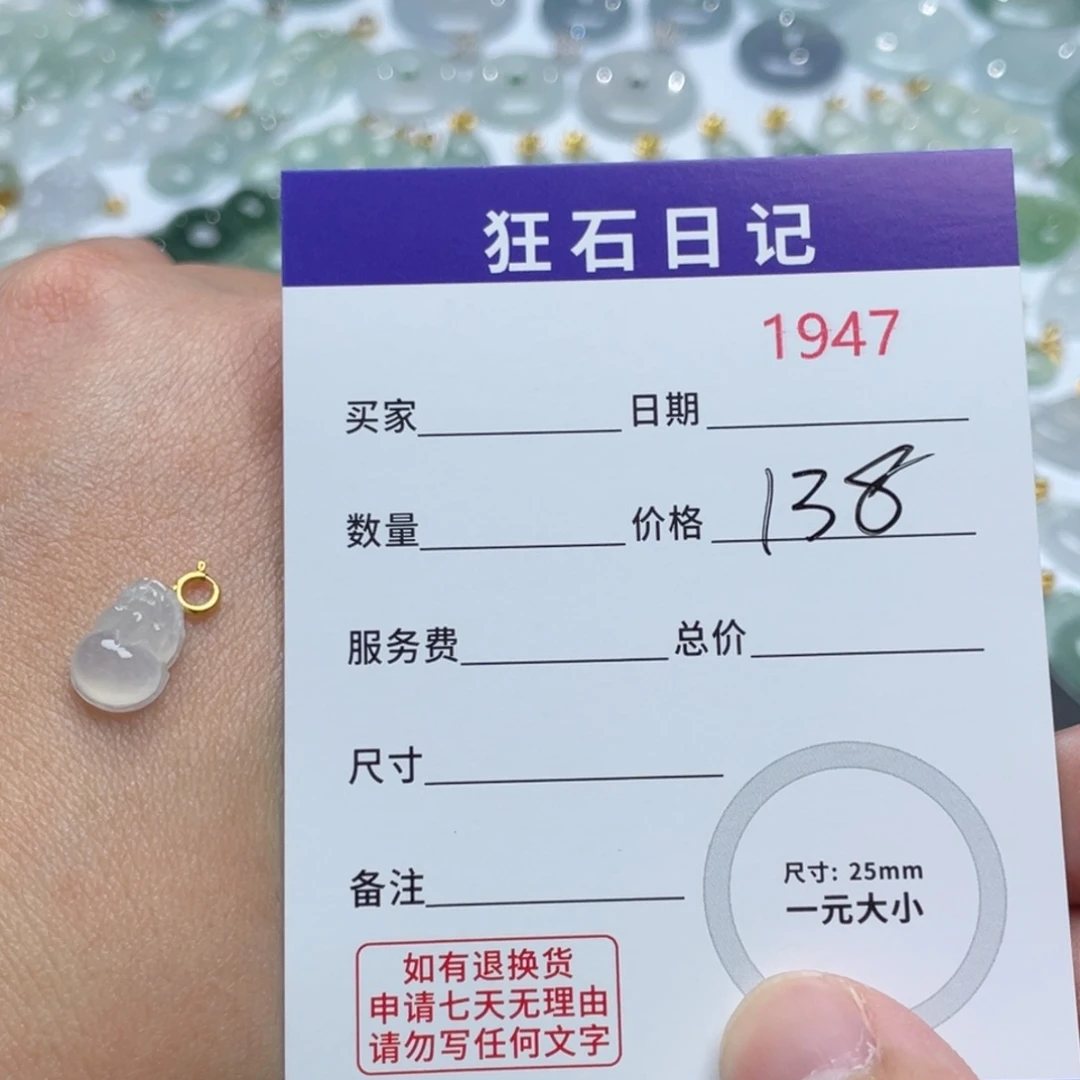 狂石日记
1947
买家 日期
数量 价格 138
服务费 总价
尺寸
备注
尺寸: 25mm
一元大小
如有退换货
申请七天无理由
请勿写任何文字